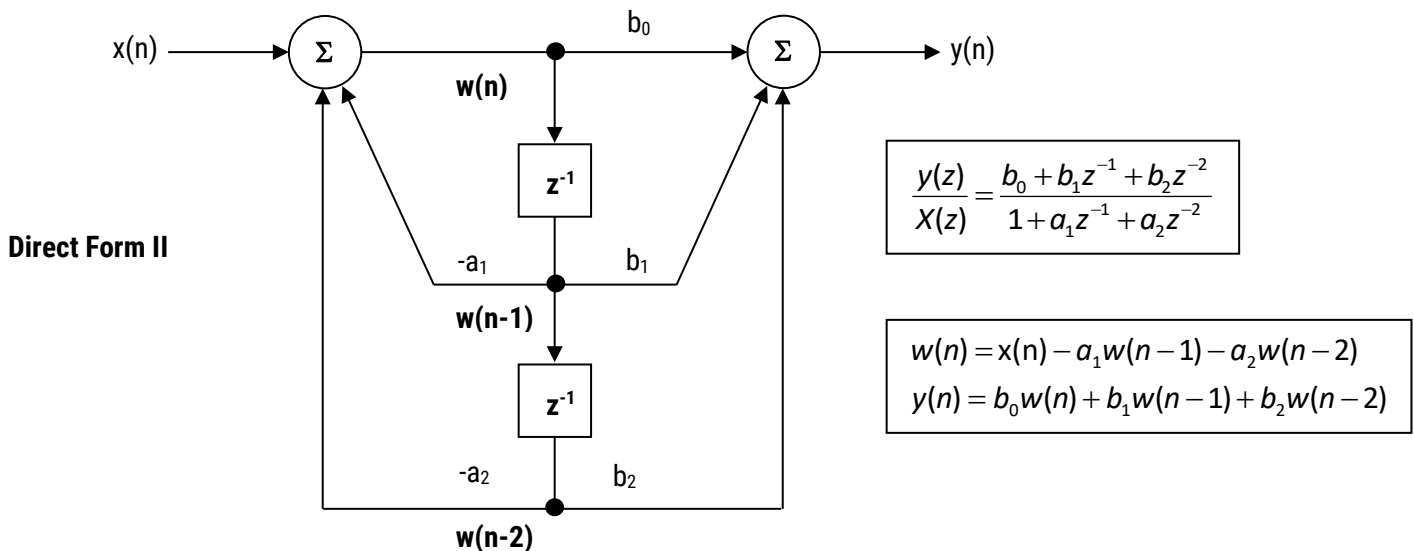 b₀
x(n) Σ Σ y(n)
w(n)
z⁻¹
y(z)/X(z) = (b₀ + b₁z⁻¹ + b₂z⁻²)/(1 + a₁z⁻¹ + a₂z⁻²)
Direct Form II
-a₁ b₁
w(n-1)
w(n) = x(n) − a₁w(n−1) − a₂w(n−2)
y(n) = b₀w(n) + b₁w(n−1) + b₂w(n−2)
z⁻¹
-a₂ b₂
w(n-2)